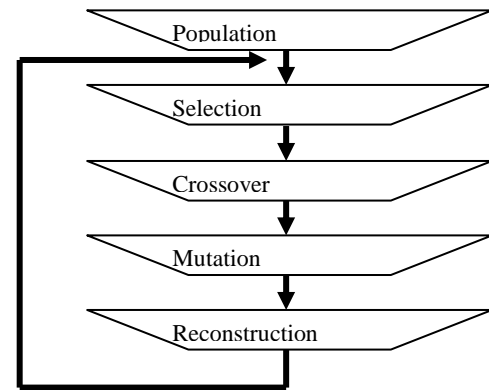 Population
Selection
Crossover
Mutation
Reconstruction